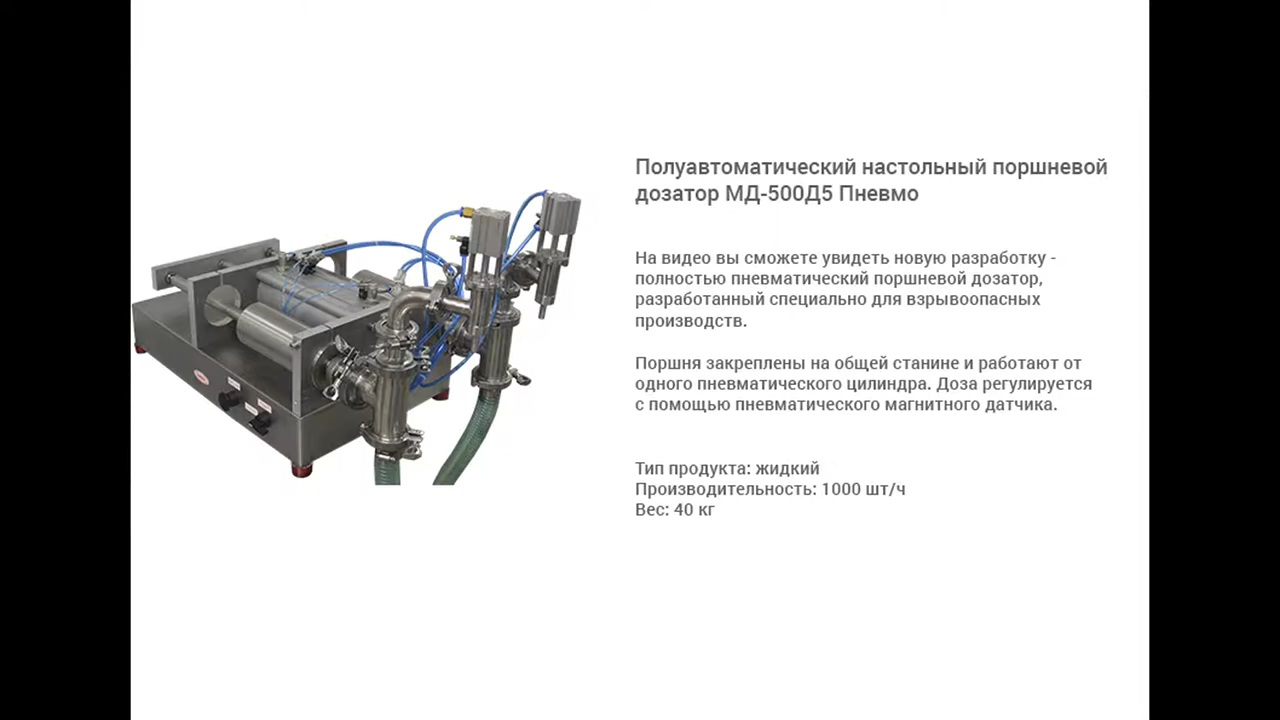 Полуавтоматический настольный поршневой
дозатор МД-500Д5 Пневмо
На видео вы сможете увидеть новую разработку -
полностью пневматический поршневой дозатор,
разработанный специально для взрывоопасных
производств.
Поршня закреплены на общей станине и работают от
одного пневматического цилиндра. Доза регулируется
с помощью пневматического магнитного датчика.
Тип продукта: жидкий
Производительность: 1000 шт/ч
Вес: 40 кг